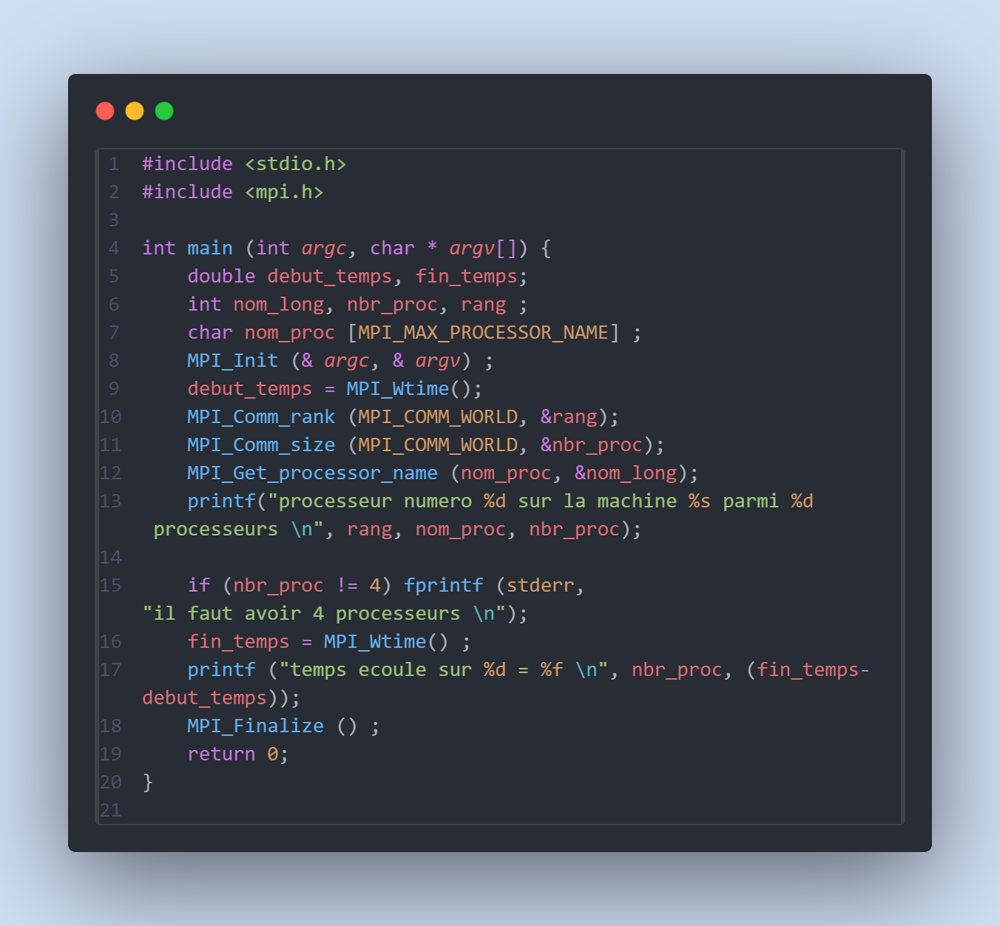 1 #include <stdio.h>
2 #include <mpi.h>
3
4 int main (int argc, char * argv[]) {
5     double debut_temps, fin_temps;
6     int nom_long, nbr_proc, rang ;
7     char nom_proc [MPI_MAX_PROCESSOR_NAME] ;
8     MPI_Init (& argc, & argv) ;
9     debut_temps = MPI_Wtime();
10     MPI_Comm_rank (MPI_COMM_WORLD, &rang);
11     MPI_Comm_size (MPI_COMM_WORLD, &nbr_proc);
12     MPI_Get_processor_name (nom_proc, &nom_long);
13     printf("processeur numero %d sur la machine %s parmi %d
 processeurs \n", rang, nom_proc, nbr_proc);
14
15     if (nbr_proc != 4) fprintf (stderr,
"il faut avoir 4 processeurs \n");
16     fin_temps = MPI_Wtime() ;
17     printf ("temps ecoule sur %d = %f \n", nbr_proc, (fin_temps-
debut_temps));
18     MPI_Finalize () ;
19     return 0;
20 }
21